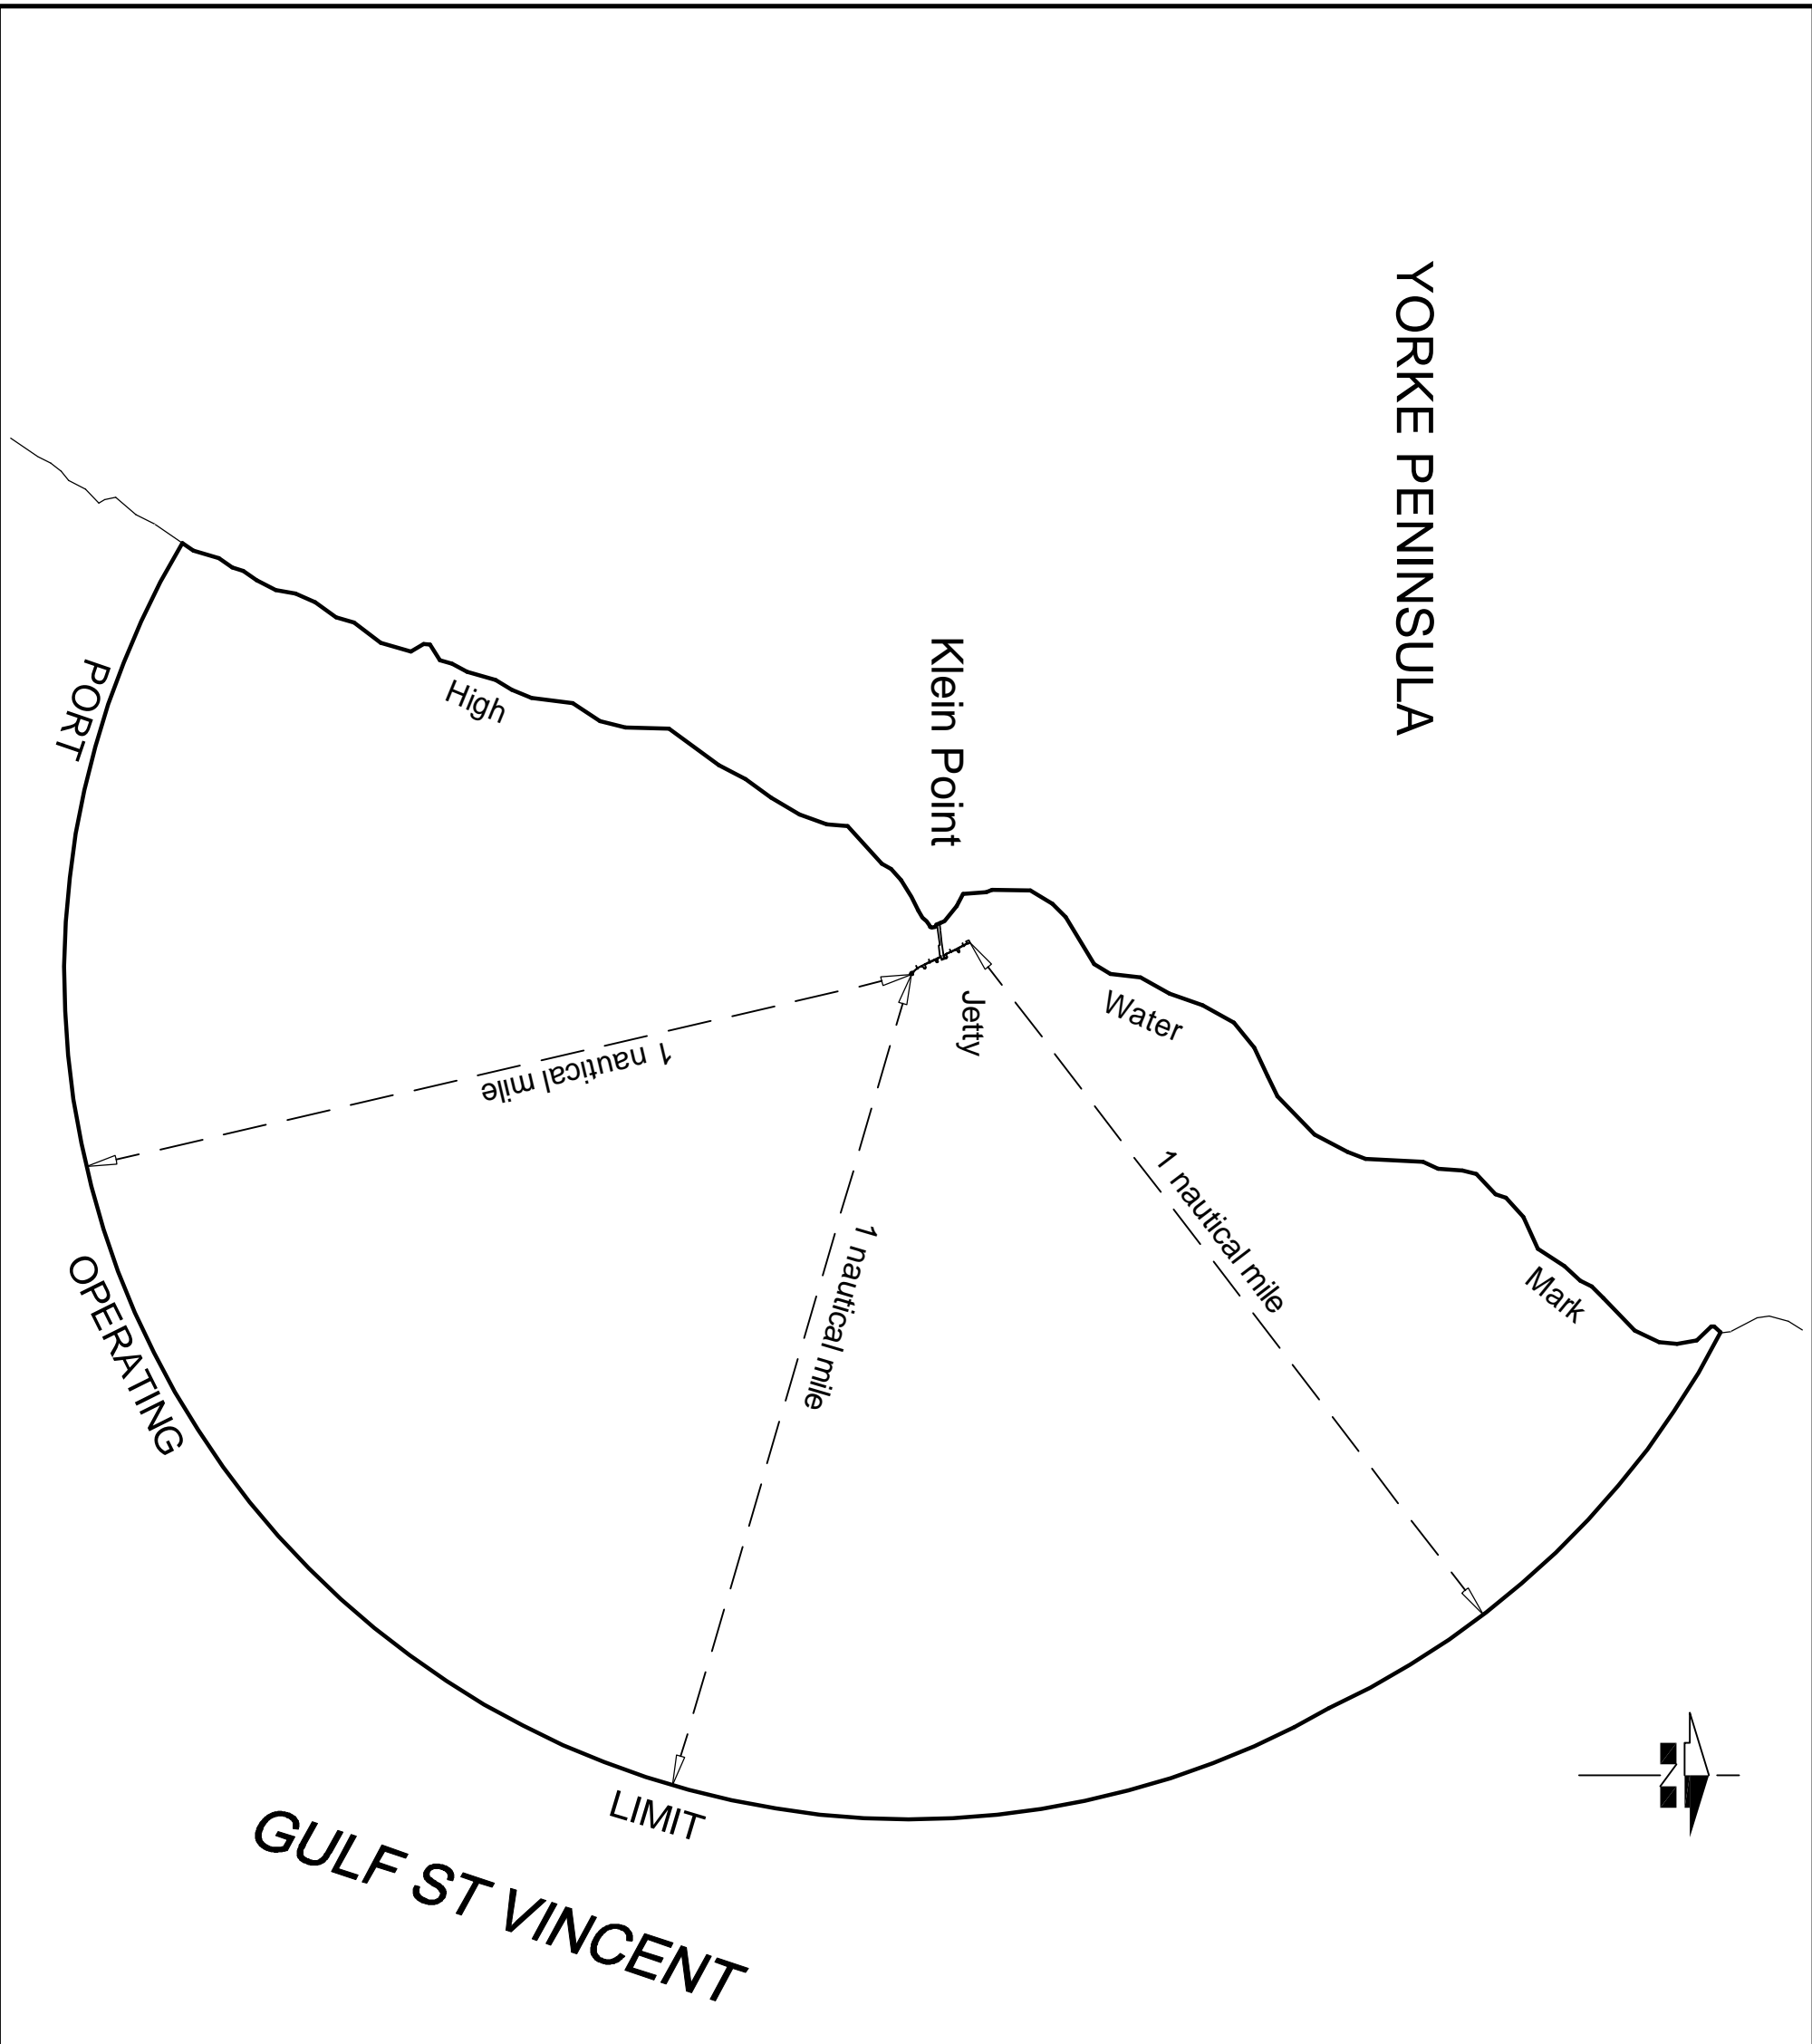 YORKE PENINSULA
Klein Point
Jetty
High
Water
Mark
1 nautical mile
1 nautical mile
1 nautical mile
PORT
OPERATING
LIMIT
GULF ST VINCENT
N